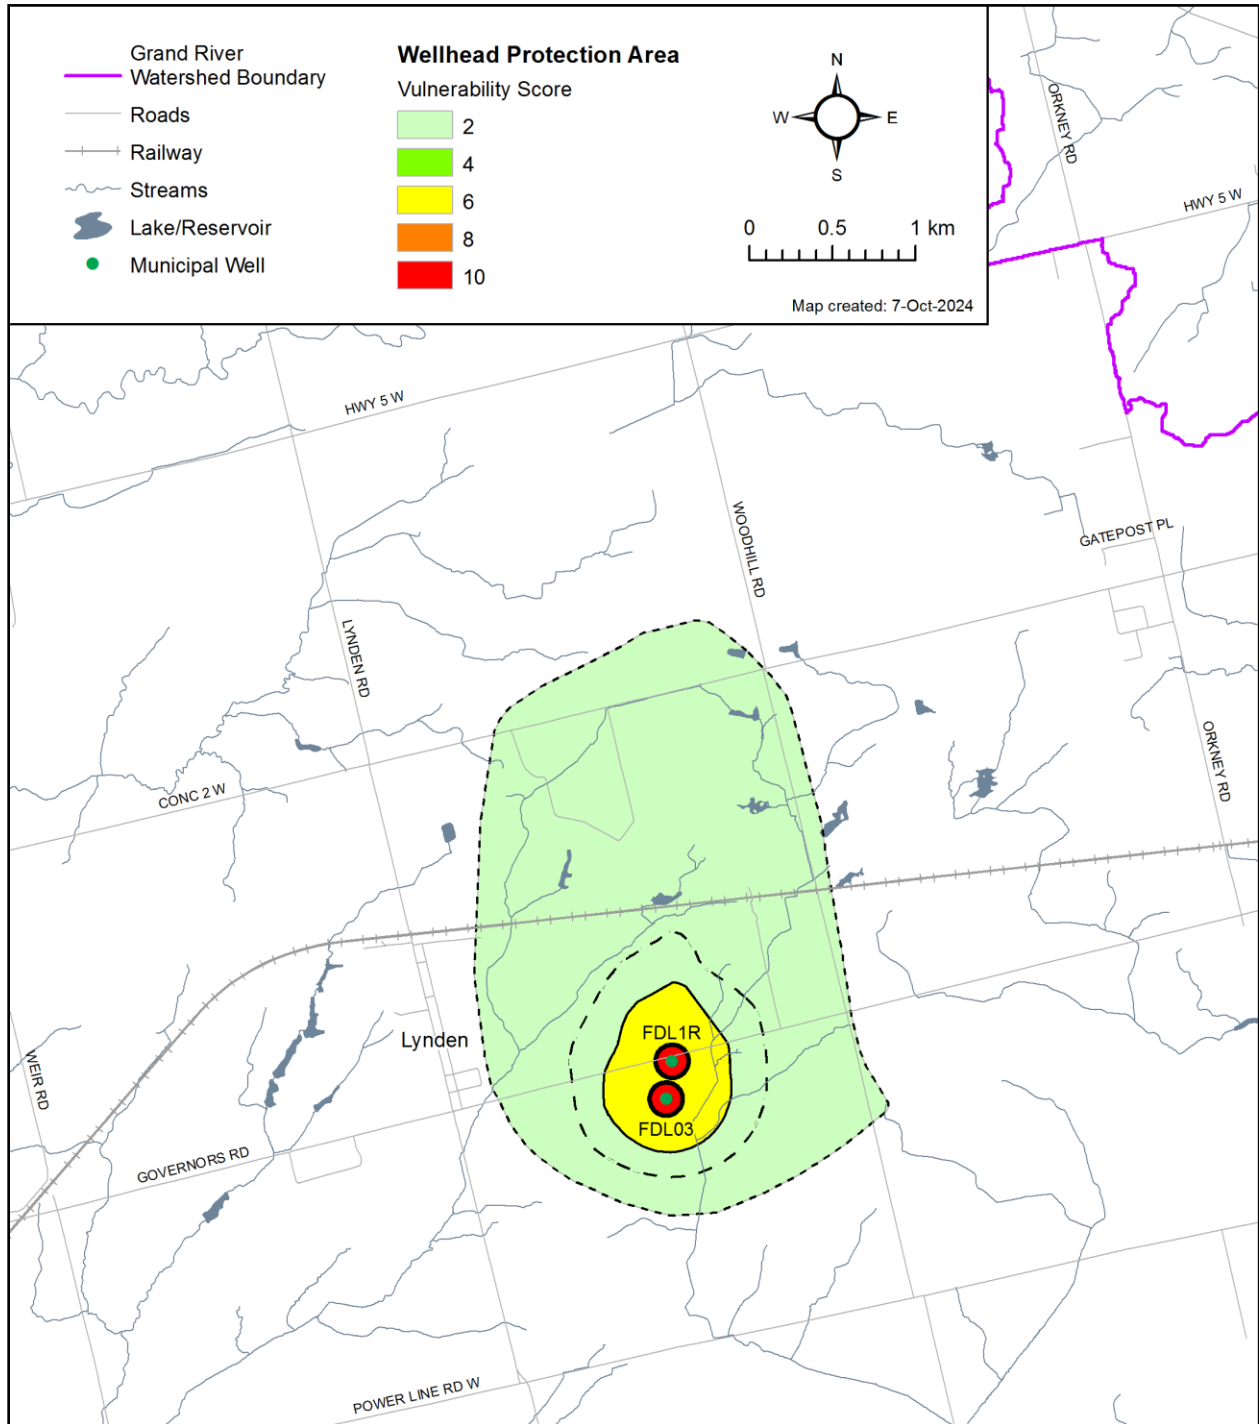 Grand River
Watershed Boundary
Roads
Railway
Streams
Lake/Reservoir
Municipal Well
Wellhead Protection Area
Vulnerability Score
2
4
6
8
10
N
W
E
S
0 0.5 1 km
Map created: 7-Oct-2024
ORKNEY RD
HWY 5 W
HWY 5 W
WOODHILL RD
GATEPOST PL
LYNDEN RD
ORKNEY RD
CONC 2 W
Lynden
FDL1R
FDL03
WEIR RD
GOVERNORS RD
POWER LINE RD W